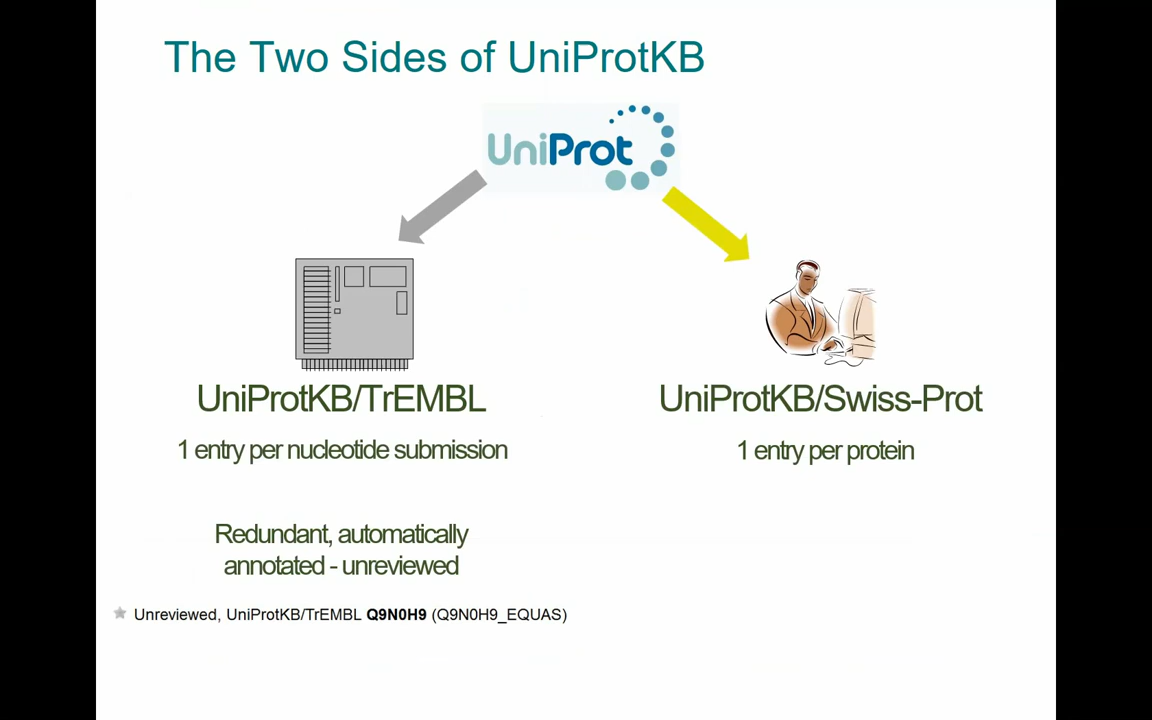 The Two Sides of UniProtKB
UniProt
UniProtKB/TrEMBL
1 entry per nucleotide submission
Redundant, automatically
annotated - unreviewed
Unreviewed, UniProtKB/TrEMBL Q9N0H9 (Q9N0H9_EQUAS)
UniProtKB/Swiss-Prot
1 entry per protein